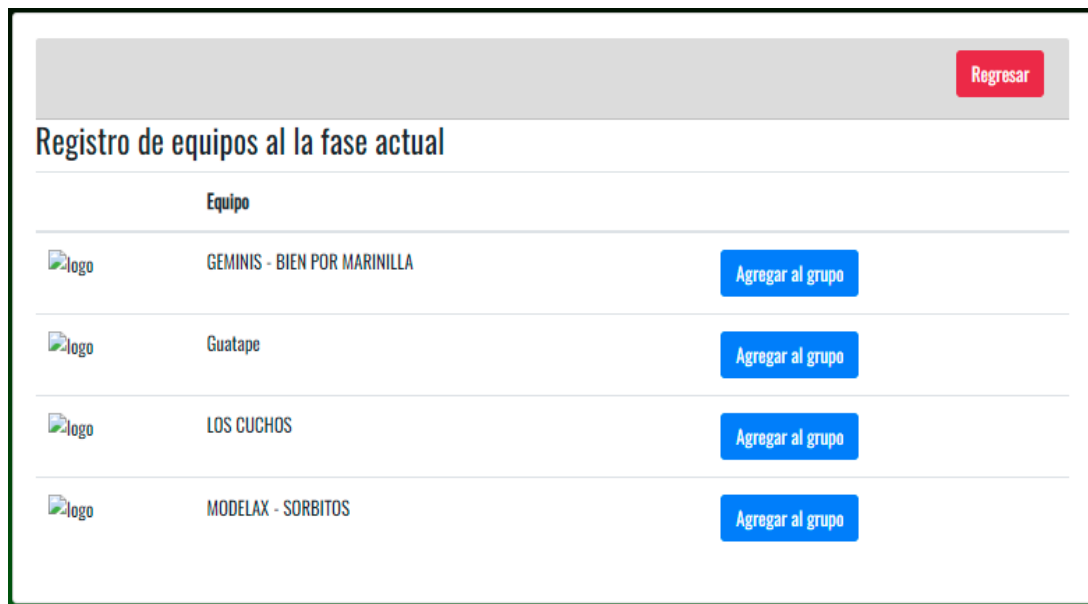 Regresar
Registro de equipos al la fase actual
Equipo
logo GEMINIS - BIEN POR MARINILLA Agregar al grupo
logo Guatape Agregar al grupo
logo LOS CUCHOS Agregar al grupo
logo MODELAX - SORBITOS Agregar al grupo